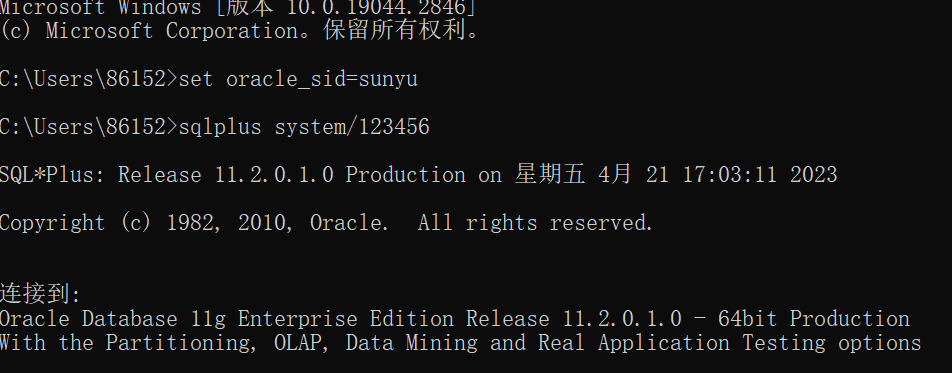 Microsoft Windows [版本 10.0.19044.2846]
(c) Microsoft Corporation。保留所有权利。
C:\Users\86152>set oracle_sid=sunyu
C:\Users\86152>sqlplus system/123456
SQL*Plus: Release 11.2.0.1.0 Production on 星期五 4月 21 17:03:11 2023
Copyright (c) 1982, 2010, Oracle.  All rights reserved.
连接到:
Oracle Database 11g Enterprise Edition Release 11.2.0.1.0 - 64bit Production
With the Partitioning, OLAP, Data Mining and Real Application Testing options